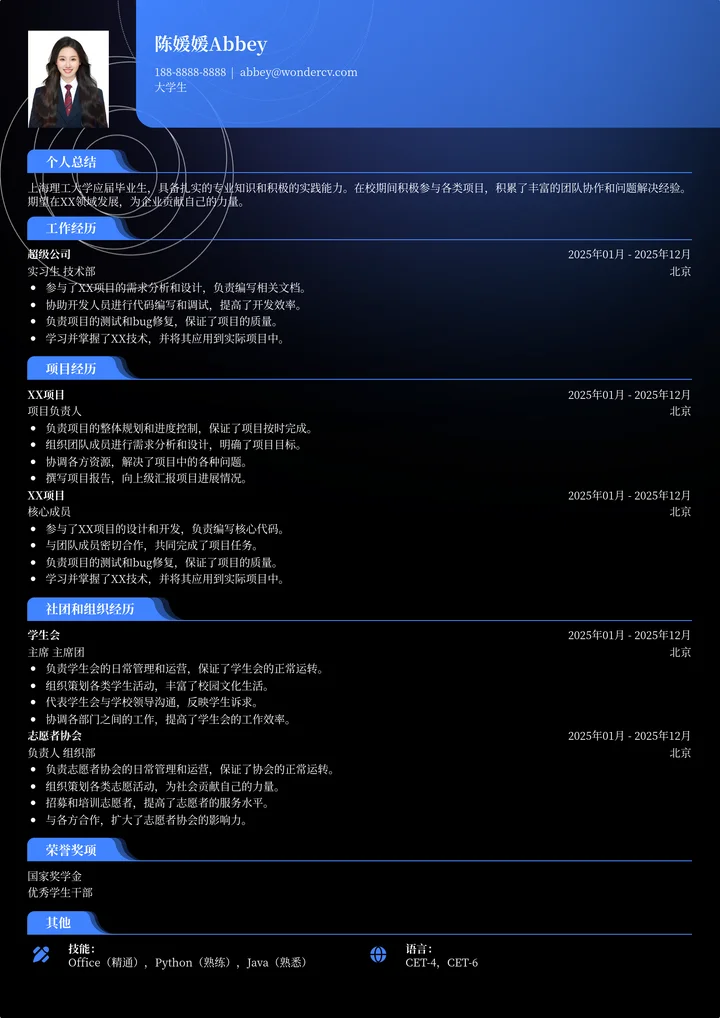 陈媛媛Abbey
188-8888-8888 | abbey@wondercv.com
大学生
个人总结
上海理工大学应届毕业生，具备扎实的专业知识和积极的实践能力。在校期间积极参与各类项目，积累了丰富的团队协作和问题解决经验。
期望在XX领域发展，为企业贡献自己的力量。
工作经历
超级公司 2025年01月 - 2025年12月
实习生 技术部 北京
• 参与了XX项目的需求分析和设计，负责编写相关文档。
• 协助开发人员进行代码编写和调试，提高了开发效率。
• 负责项目的测试和bug修复，保证了项目的质量。
• 学习并掌握了XX技术，并将其应用到实际项目中。
项目经历
XX项目 2025年01月 - 2025年12月
项目负责人 北京
• 负责项目的整体规划和进度控制，保证了项目按时完成。
• 组织团队成员进行需求分析和设计，明确了项目目标。
• 协调各方资源，解决了项目中的各种问题。
• 撰写项目报告，向上级汇报项目进展情况。
XX项目 2025年01月 - 2025年12月
核心成员 北京
• 参与了XX项目的设计和开发，负责编写核心代码。
• 与团队成员密切合作，共同完成了项目任务。
• 负责项目的测试和bug修复，保证了项目的质量。
• 学习并掌握了XX技术，并将其应用到实际项目中。
社团和组织经历
学生会 2025年01月 - 2025年12月
主席 主席团 北京
• 负责学生会的日常管理和运营，保证了学生会的正常运转。
• 组织策划各类学生活动，丰富了校园文化生活。
• 代表学生会与学校领导沟通，反映学生诉求。
• 协调各部门之间的工作，提高了学生会的工作效率。
志愿者协会 2025年01月 - 2025年12月
负责人 组织部 北京
• 负责志愿者协会的日常管理和运营，保证了协会的正常运转。
• 组织策划各类志愿活动，为社会贡献自己的力量。
• 招募和培训志愿者，提高了志愿者的服务水平。
• 与各方合作，扩大了志愿者协会的影响力。
荣誉奖项
国家奖学金
优秀学生干部
其他
技能：
Office（精通），Python（熟练），Java（熟悉）
语言：
CET-4，CET-6